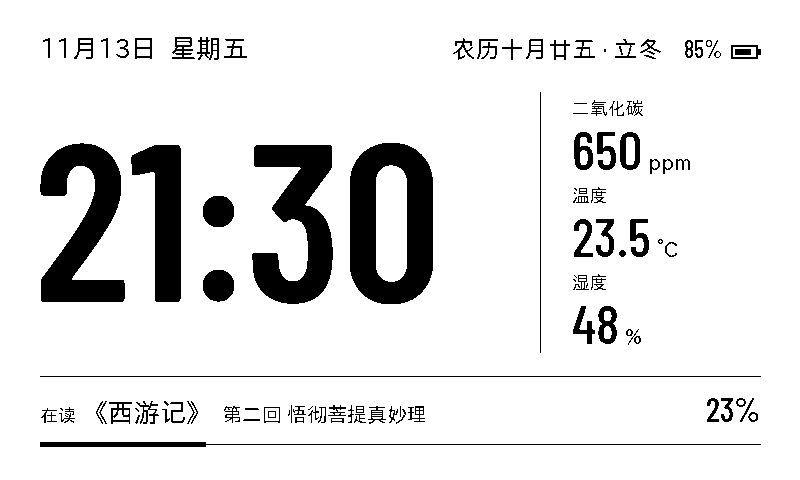 11月13日 星期五
农历十月廿五·立冬 85%
21:30
二氧化碳
650 ppm
温度
23.5 °C
湿度
48 %
在读 《西游记》 第二回 悟彻菩提真妙理
23%